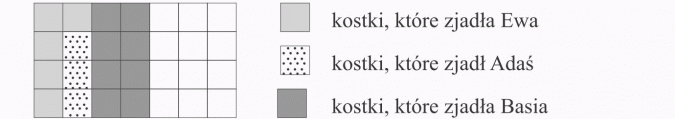 kostki, które zjadła Ewa
kostki, które zjadł Adaś
kostki, które zjadła Basia